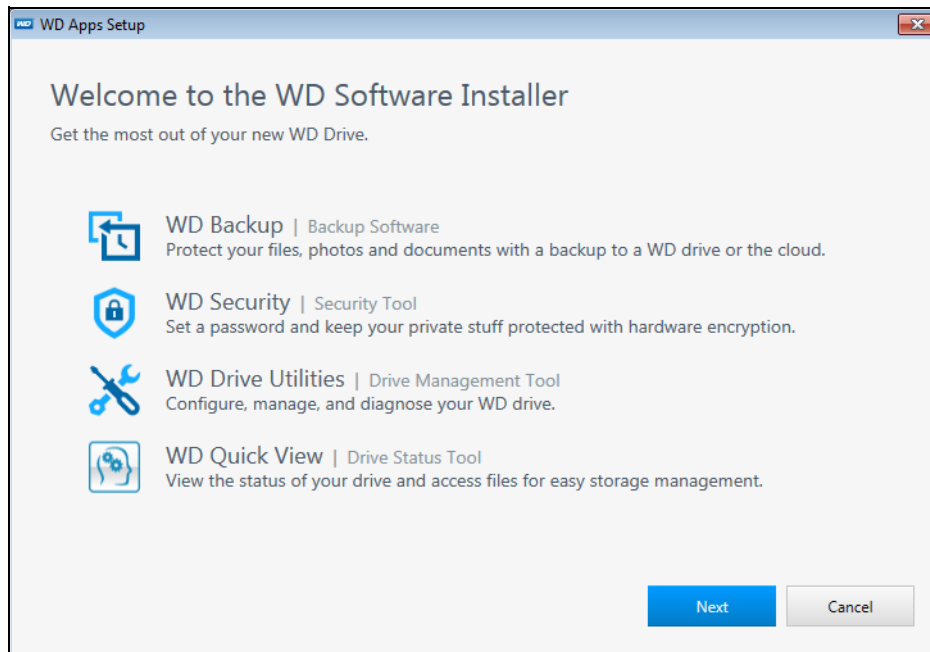 WD WD Apps Setup
Welcome to the WD Software Installer
Get the most out of your new WD Drive.
WD Backup | Backup Software
Protect your files, photos and documents with a backup to a WD drive or the cloud.
WD Security | Security Tool
Set a password and keep your private stuff protected with hardware encryption.
WD Drive Utilities | Drive Management Tool
Configure, manage, and diagnose your WD drive.
WD Quick View | Drive Status Tool
View the status of your drive and access files for easy storage management.
Next Cancel